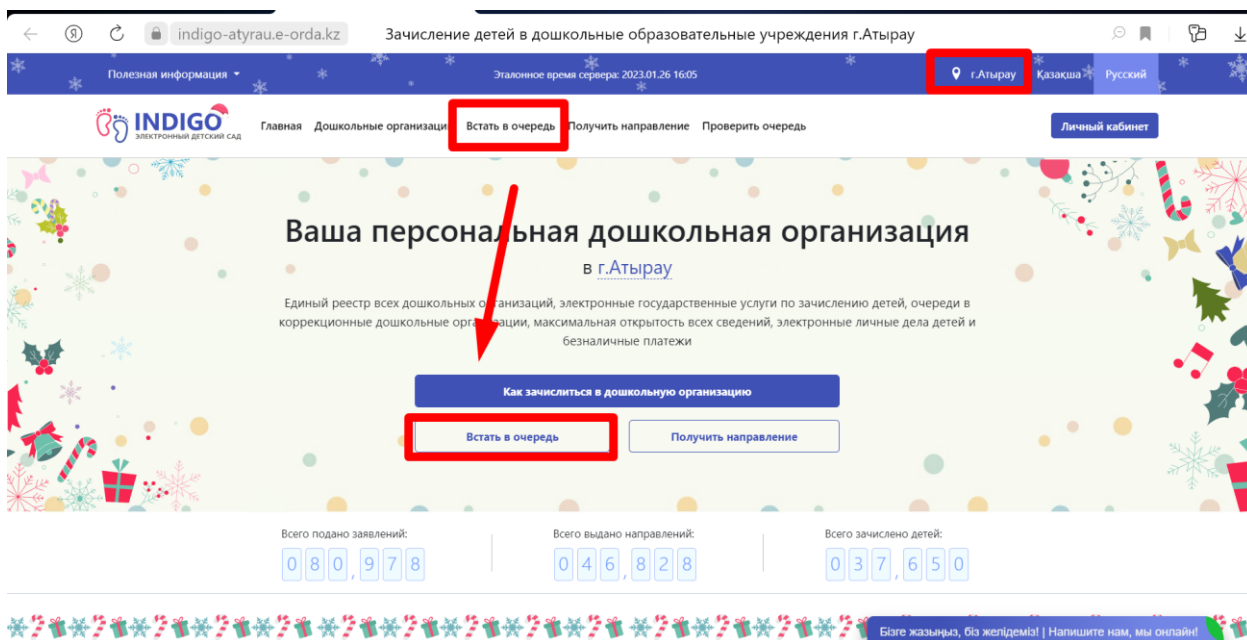 indigo-atyrau.e-orda.kz Зачисление детей в дошкольные образовательные учреждения г.Атырау
Полезная информация Эталонное время сервера: 2023.01.26 16:05 г.Атырау Қазақша Русский
INDIGO
ЭЛЕКТРОННЫЙ ДЕТСКИЙ САД
Главная Дошкольные организаци Встать в очередь Получить направление Проверить очередь Личный кабинет
Ваша персональная дошкольная организация
в г.Атырау
Единый реестр всех дошкольных организаций, электронные государственные услуги по зачислению детей, очереди в
коррекционные дошкольные организации, максимальная открытость всех сведений, электронные личные дела детей и
безналичные платежи
Как зачислиться в дошкольную организацию
Встать в очередь Получить направление
Всего подано заявлений: Всего выдано направлений: Всего зачислено детей:
080,978 046,828 037,650
Бізге жазыңыз, біз желідеміз! | Напишите нам, мы онлайн!